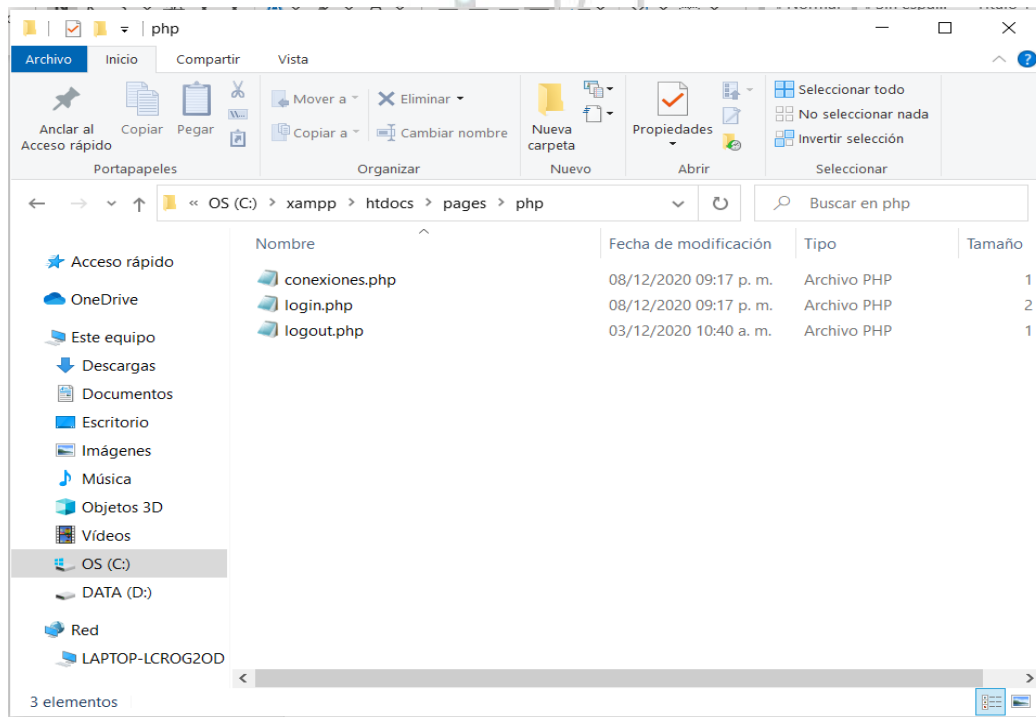 php
Archivo Inicio Compartir Vista
Anclar al Acceso rápido
Copiar
Pegar
Mover a
Copiar a
Eliminar
Cambiar nombre
Nueva carpeta
Propiedades
Seleccionar todo
No seleccionar nada
Invertir selección
Portapapeles Organizar Nuevo Abrir Seleccionar
« OS (C:) > xampp > htdocs > pages > php
Buscar en php
Nombre Fecha de modificación Tipo Tamaño
conexiones.php 08/12/2020 09:17 p. m. Archivo PHP 1
login.php 08/12/2020 09:17 p. m. Archivo PHP 2
logout.php 03/12/2020 10:40 a. m. Archivo PHP 1
Acceso rápido
OneDrive
Este equipo
Descargas
Documentos
Escritorio
Imágenes
Música
Objetos 3D
Vídeos
OS (C:)
DATA (D:)
Red
LAPTOP-LCROG2OD
3 elementos